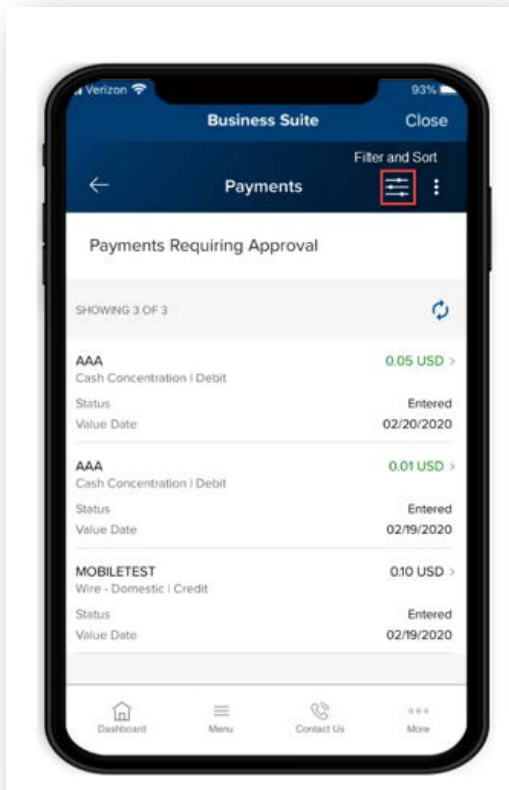 Verizon 93%
Business Suite Close
Filter and Sort
Payments
Payments Requiring Approval
SHOWING 3 OF 3
AAA 0.05 USD >
Cash Concentration | Debit
Status Entered
Value Date 02/20/2020
AAA 0.01 USD >
Cash Concentration | Debit
Status Entered
Value Date 02/19/2020
MOBILETEST 0.10 USD >
Wire - Domestic | Credit
Status Entered
Value Date 02/19/2020
Dashboard Menu Contact Us More